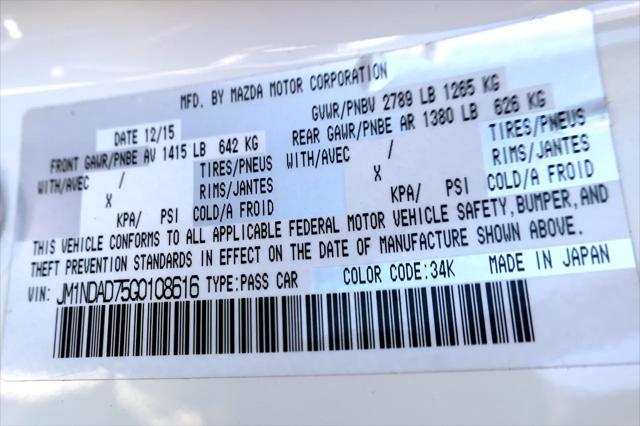 MFD. BY MAZDA MOTOR CORPORATION
DATE 12/15
GVWR/PNBV 2789 LB 1265 KG
FRONT GAWR/PNBE AV 1415 LB 642 KG
REAR GAWR/PNBE AR 1380 LB 626 KG
WITH/AVEC / TIRES/PNEUS
X RIMS/JANTES
KPA/ PSI COLD/A FROID
WITH/AVEC / TIRES/PNEUS
X RIMS/JANTES
KPA/ PSI COLD/A FROID
THIS VEHICLE CONFORMS TO ALL APPLICABLE FEDERAL MOTOR VEHICLE SAFETY, BUMPER, AND
THEFT PREVENTION STANDARDS IN EFFECT ON THE DATE OF MANUFACTURE SHOWN ABOVE.
VIN: JM1NDAD75G0108616 TYPE:PASS CAR COLOR CODE:34K MADE IN JAPAN